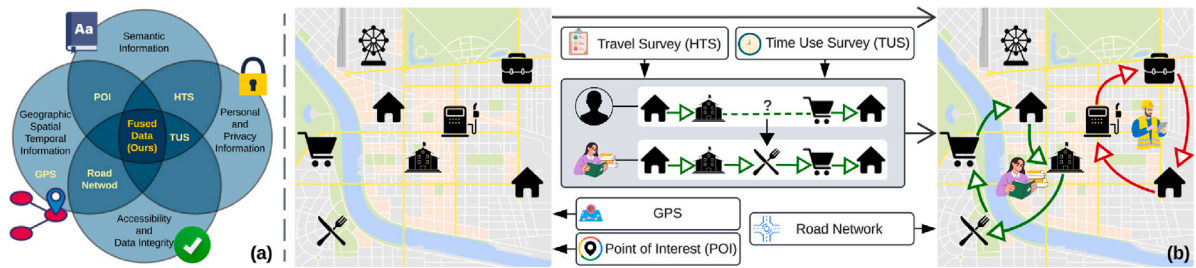 Aa
Semantic
Information
POI
HTS
Geographic
Spatial
Temporal
Information
Fused
Data
(Ours)
TUS
Personal
and
Privacy
Information
GPS
Road
Netwod
Accessibility
and
Data Integrity
(a)
Travel Survey (HTS)
Time Use Survey (TUS)
?
GPS
Point of Interest (POI)
Road Network
(b)